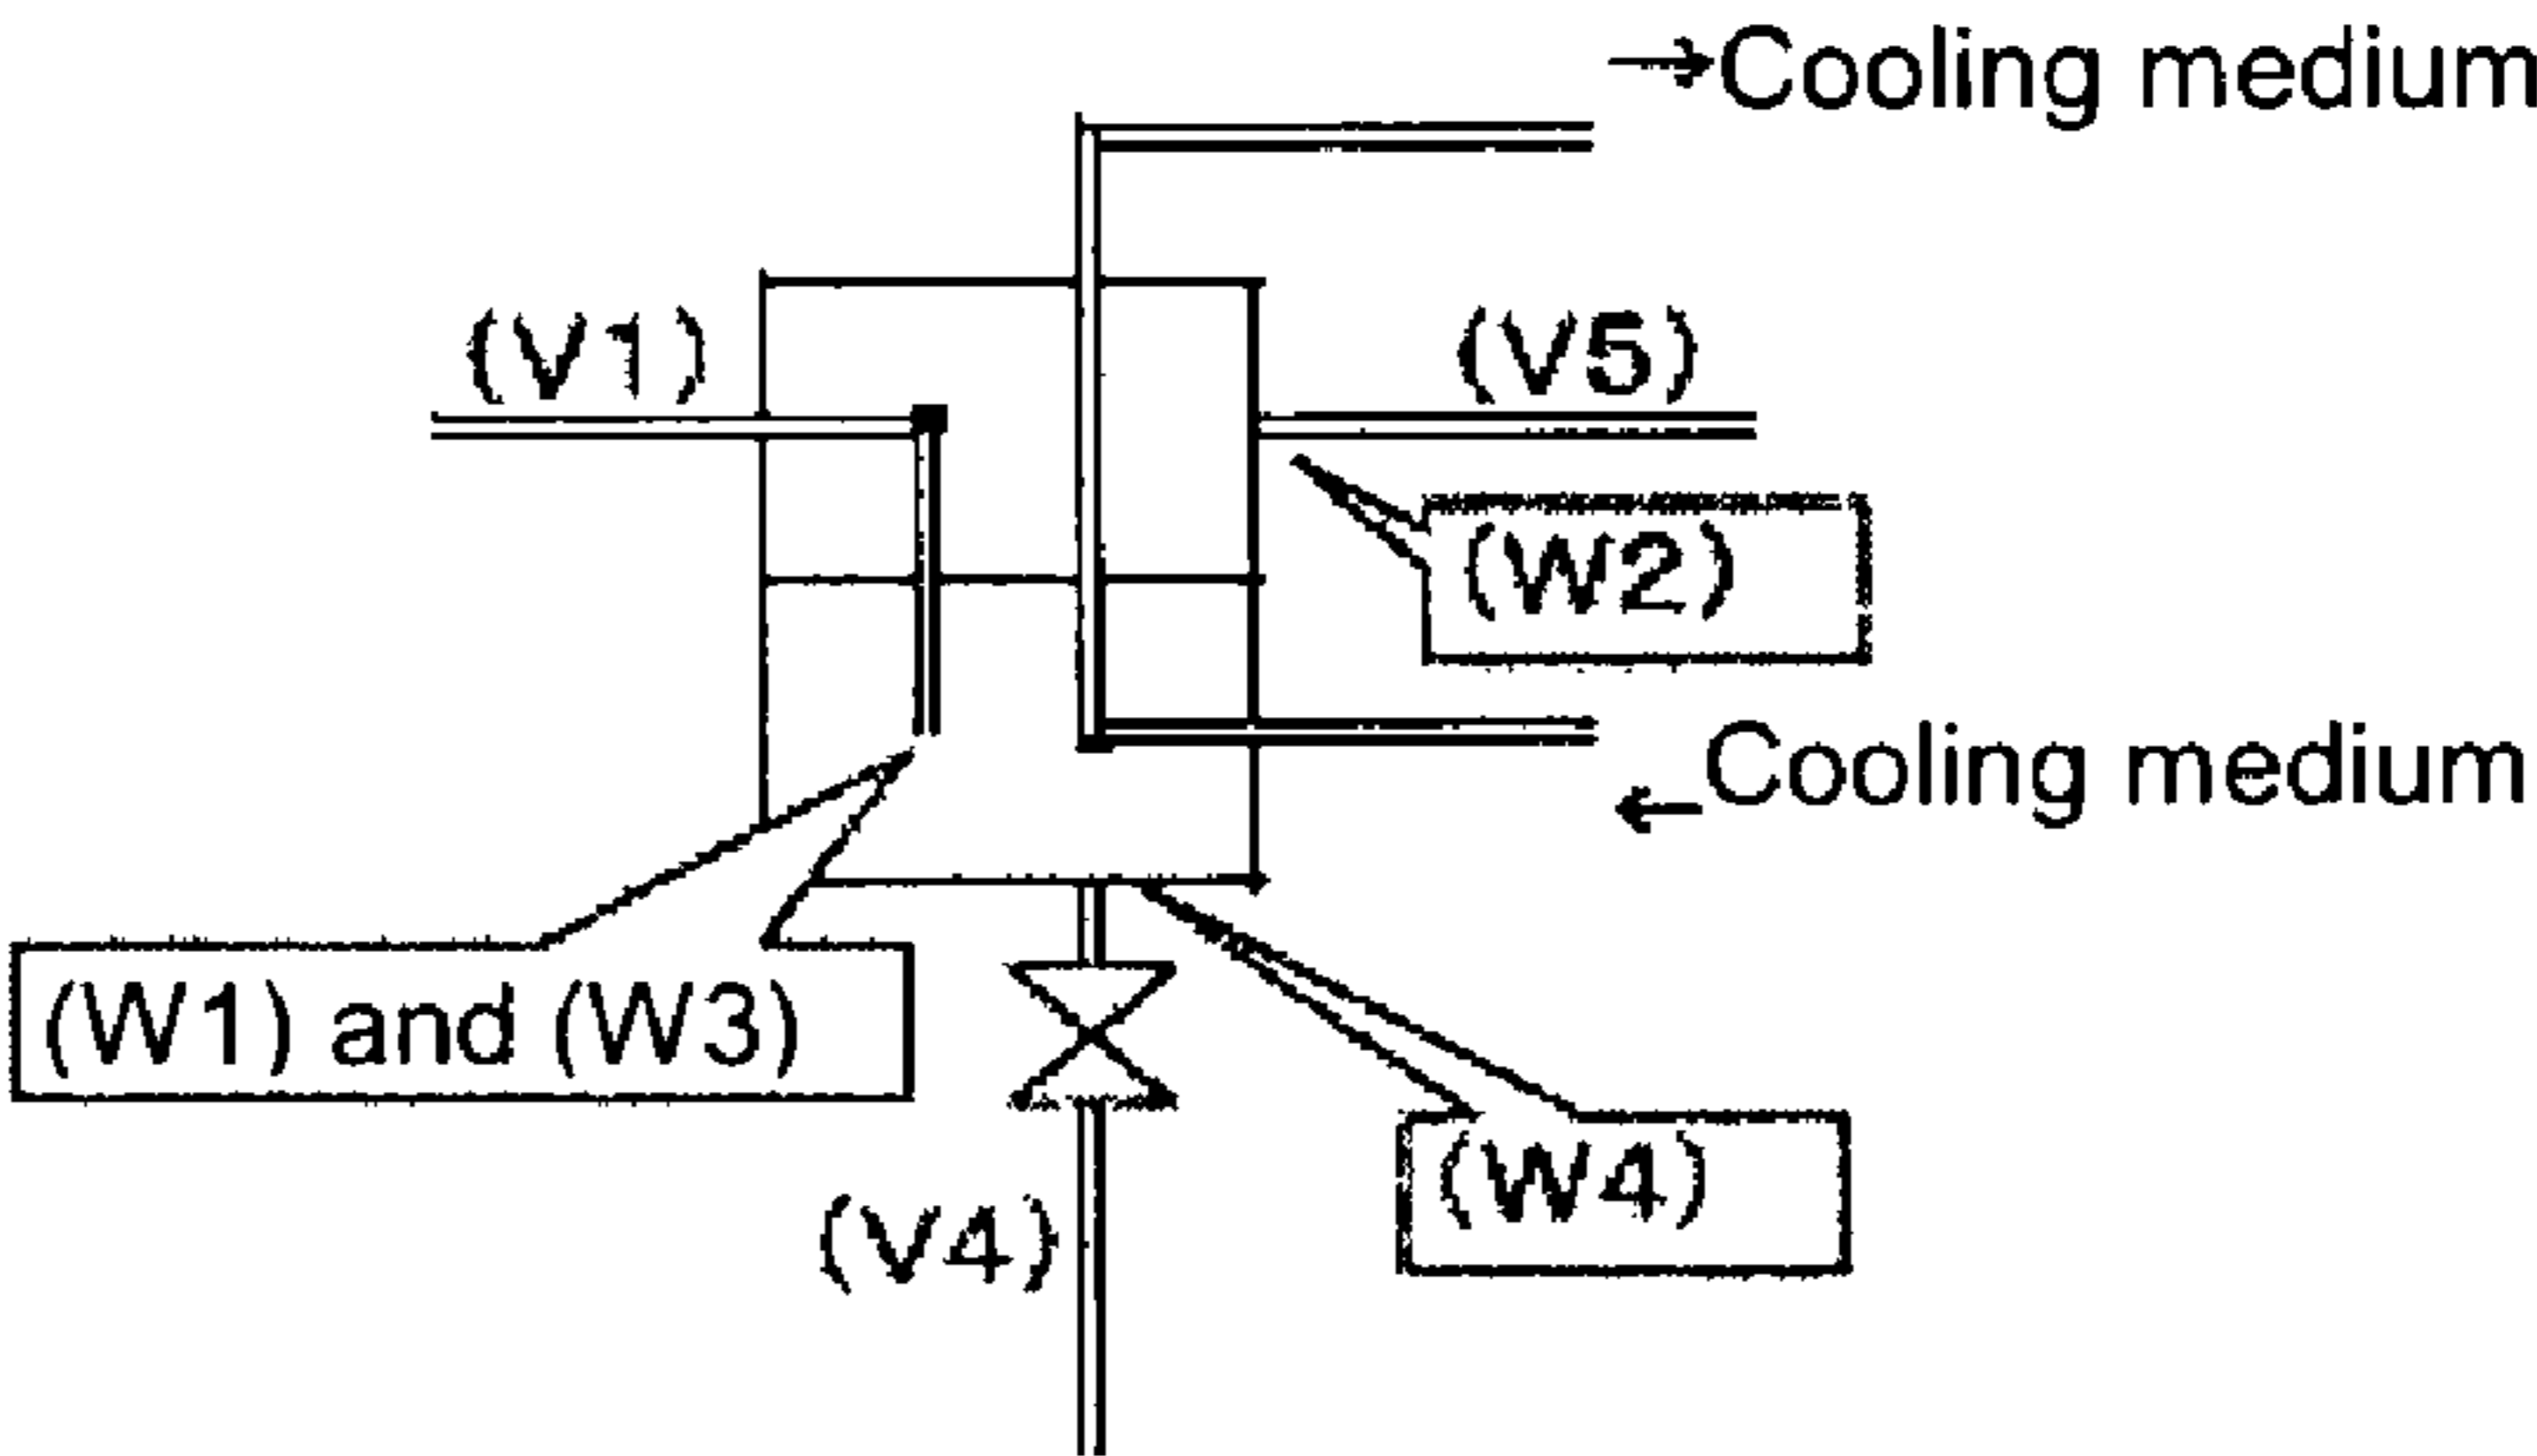 →Cooling medium
(V1)
(V5)
(W2)
←Cooling medium
(W1) and (W3)
(W4)
(V4)